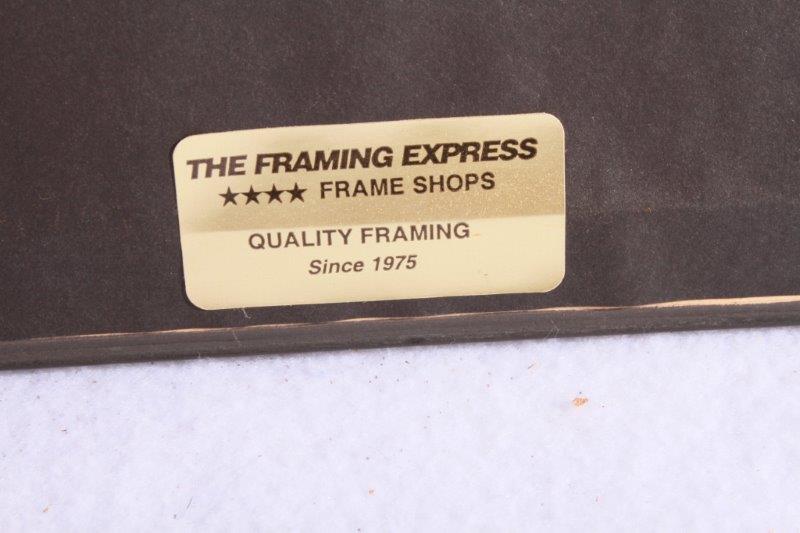 THE FRAMING EXPRESS
★★★★ FRAME SHOPS
QUALITY FRAMING
Since 1975